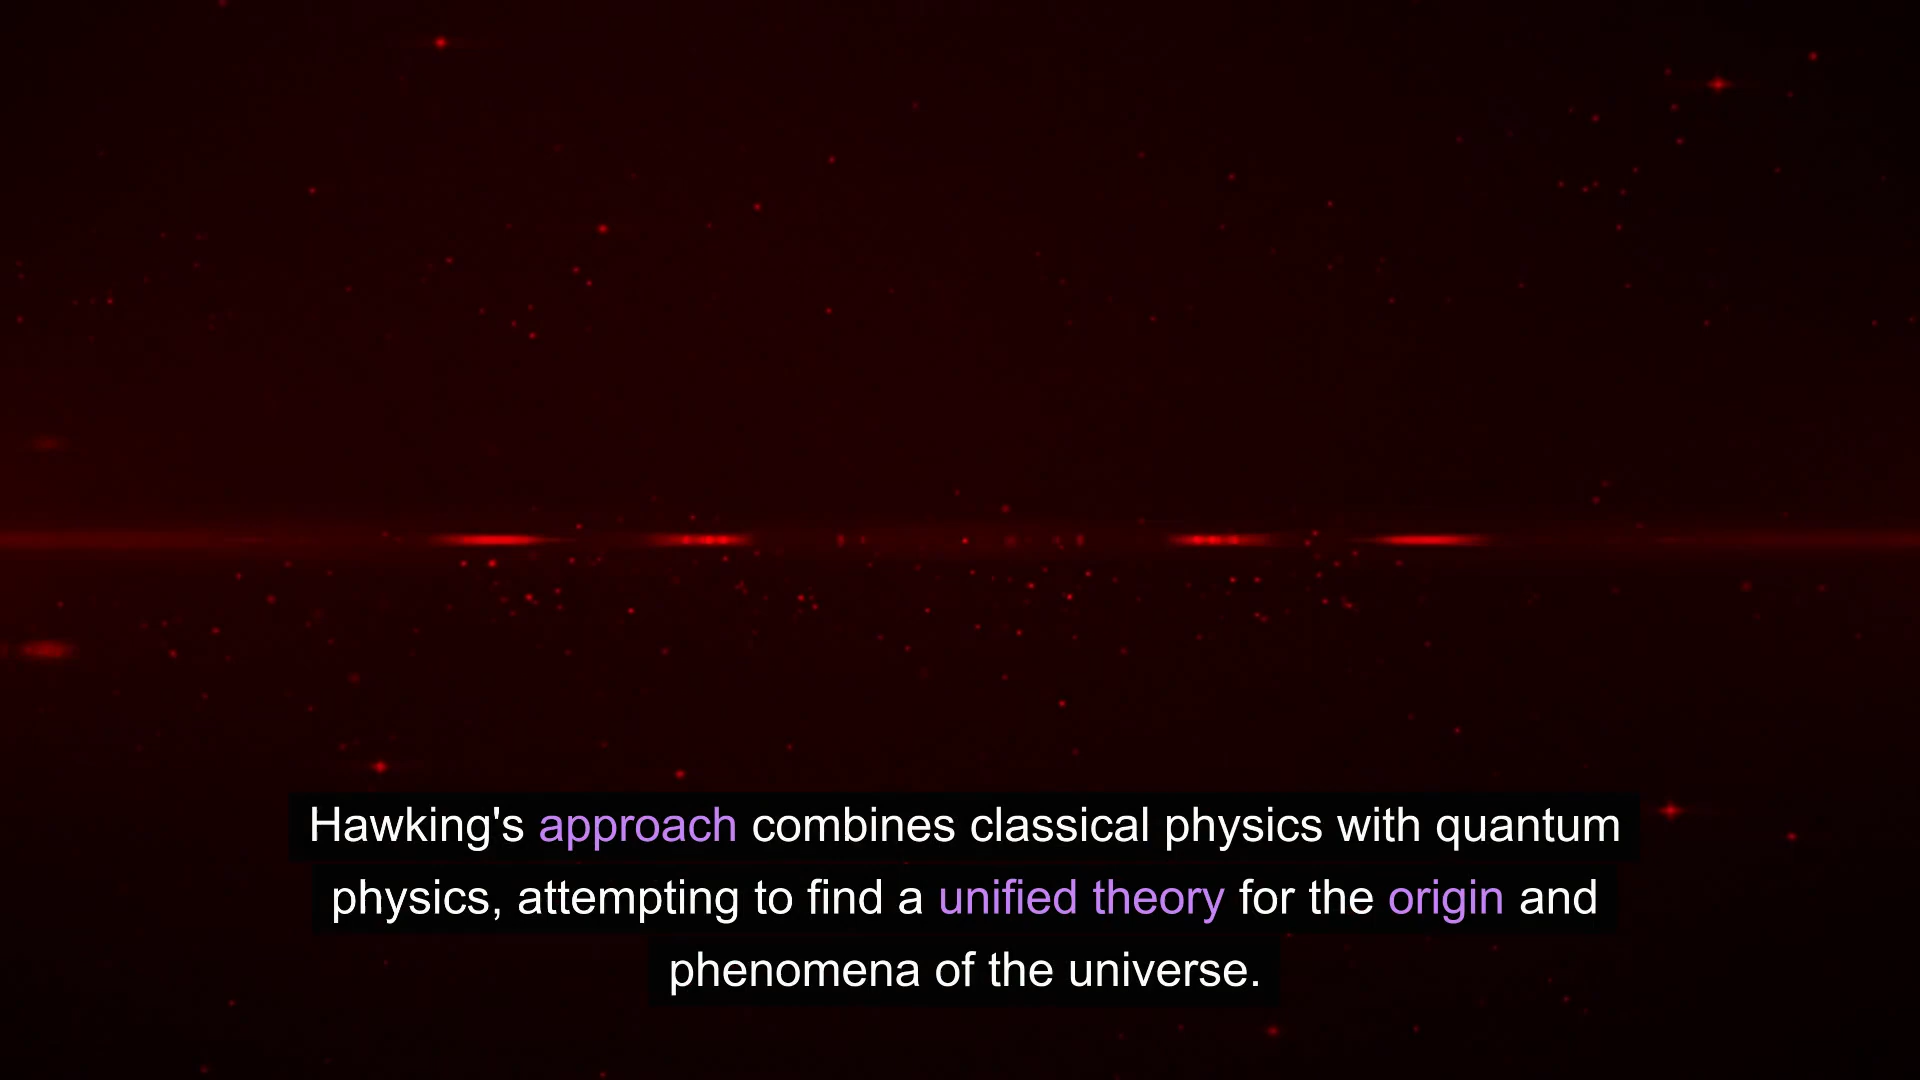 Hawking's approach combines classical physics with quantum
physics, attempting to find a unified theory for the origin and
phenomena of the universe.